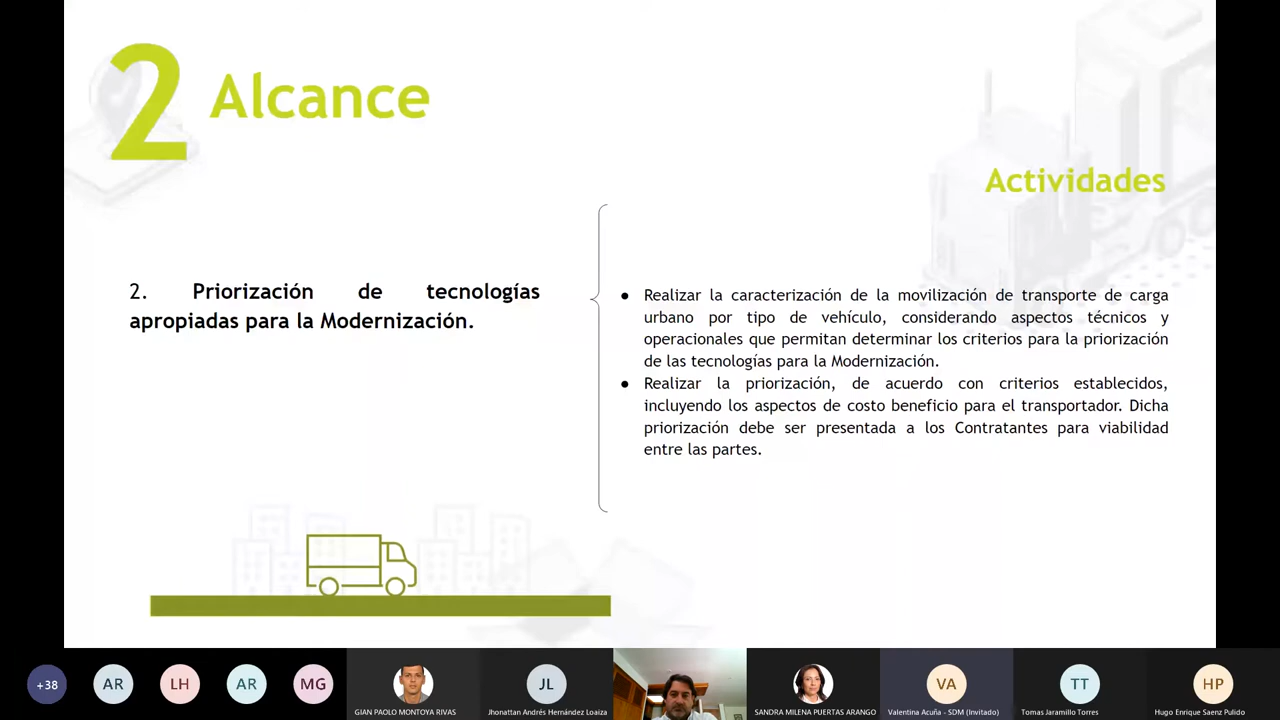 2 Alcance
Actividades
2. Priorización de tecnologías
apropiadas para la Modernización.
● Realizar la caracterización de la movilización de transporte de carga
urbano por tipo de vehículo, considerando aspectos técnicos y
operacionales que permitan determinar los criterios para la priorización
de las tecnologías para la Modernización.
● Realizar la priorización, de acuerdo con criterios establecidos,
incluyendo los aspectos de costo beneficio para el transportador. Dicha
priorización debe ser presentada a los Contratantes para viabilidad
entre las partes.
+38 AR LH AR MG JL VA TT HP
GIAN PAOLO MONTOYA RIVAS Jhonattan Andrés Hernández Loaiza SANDRA MILENA PUERTAS ARANGO Valentina Acuña - SDM (Invitado) Tomas Jaramillo Torres Hugo Enrique Saenz Pulido